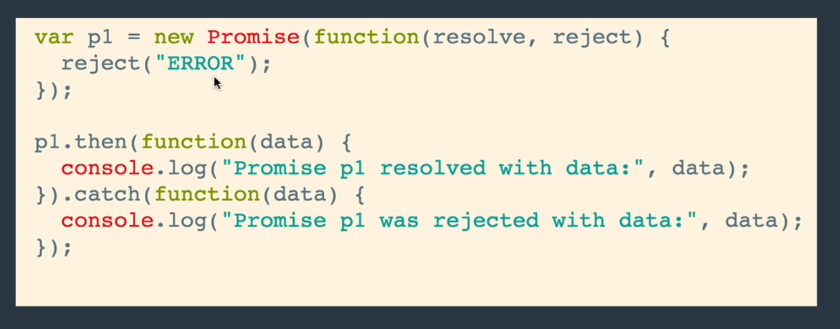 var p1 = new Promise(function(resolve, reject) {
  reject("ERROR");
});

p1.then(function(data) {
  console.log("Promise p1 resolved with data:", data);
}).catch(function(data) {
  console.log("Promise p1 was rejected with data:", data);
});